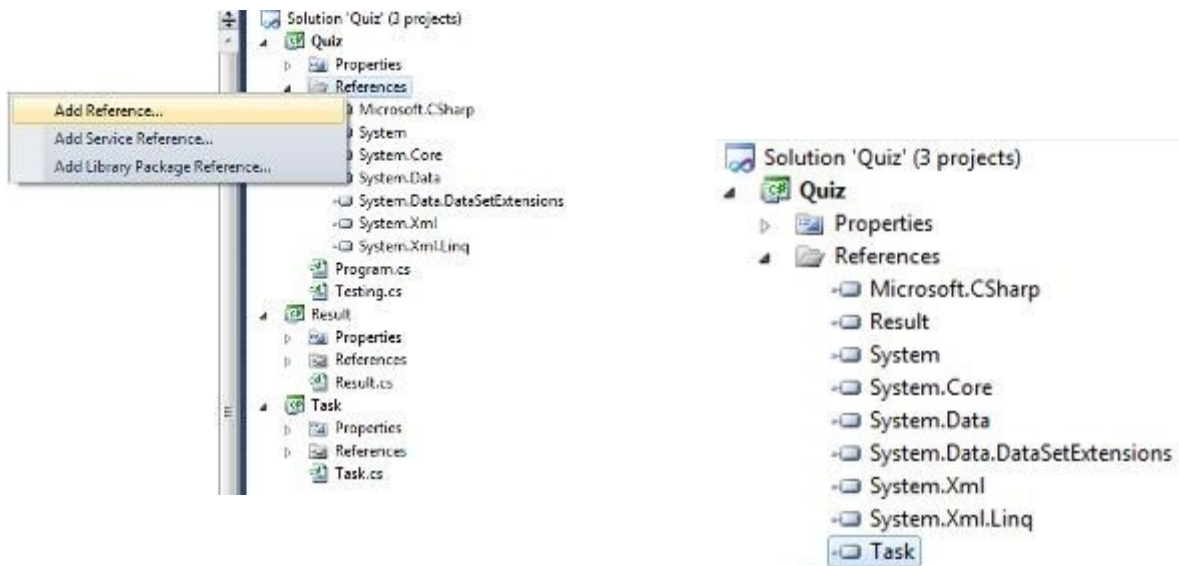 Solution 'Quiz' (3 projects)
Quiz
Properties
References
Add Reference...
Add Service Reference...
Add Library Package Reference...
Microsoft.CSharp
System
System.Core
System.Data
System.Data.DataSetExtensions
System.Xml
System.Xml.Linq
Program.cs
Testing.cs
Result
Properties
References
Result.cs
Task
Properties
References
Task.cs
Solution 'Quiz' (3 projects)
C#
Quiz
Properties
References
Microsoft.CSharp
Result
System
System.Core
System.Data
System.Data.DataSetExtensions
System.Xml
System.Xml.Linq
Task